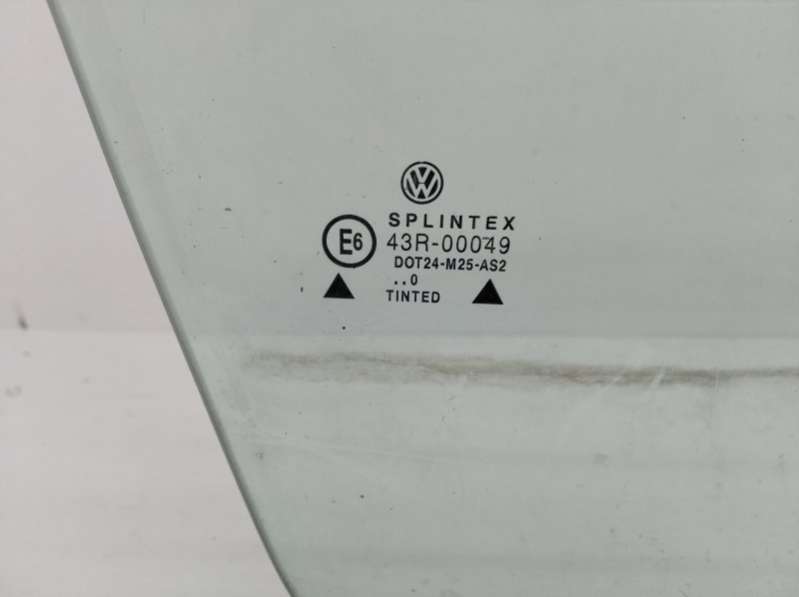 SPLINTEX
E6 43R-00049
DOT24-M25-AS2
..0
TINTED